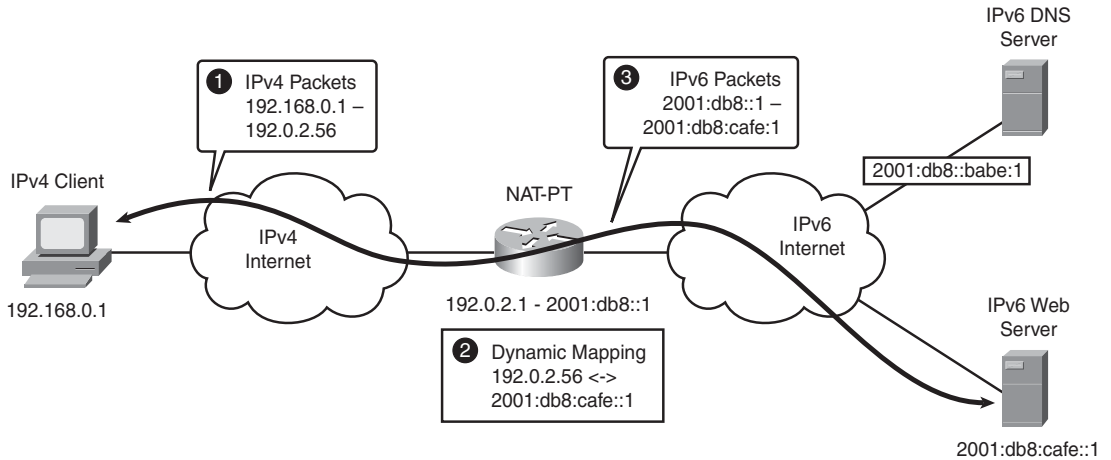 IPv6 DNS
Server
1 IPv4 Packets
192.168.0.1 –
192.0.2.56
3 IPv6 Packets
2001:db8::1 –
2001:db8:cafe:1
2001:db8::babe:1
IPv4 Client
NAT-PT
IPv4
Internet
IPv6
Internet
192.168.0.1
192.0.2.1 - 2001:db8::1
IPv6 Web
Server
2 Dynamic Mapping
192.0.2.56 <->
2001:db8:cafe::1
2001:db8:cafe::1